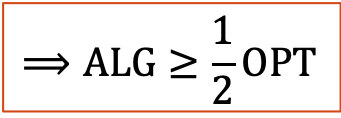 ⟹ ALG ≥ 1/2 OPT